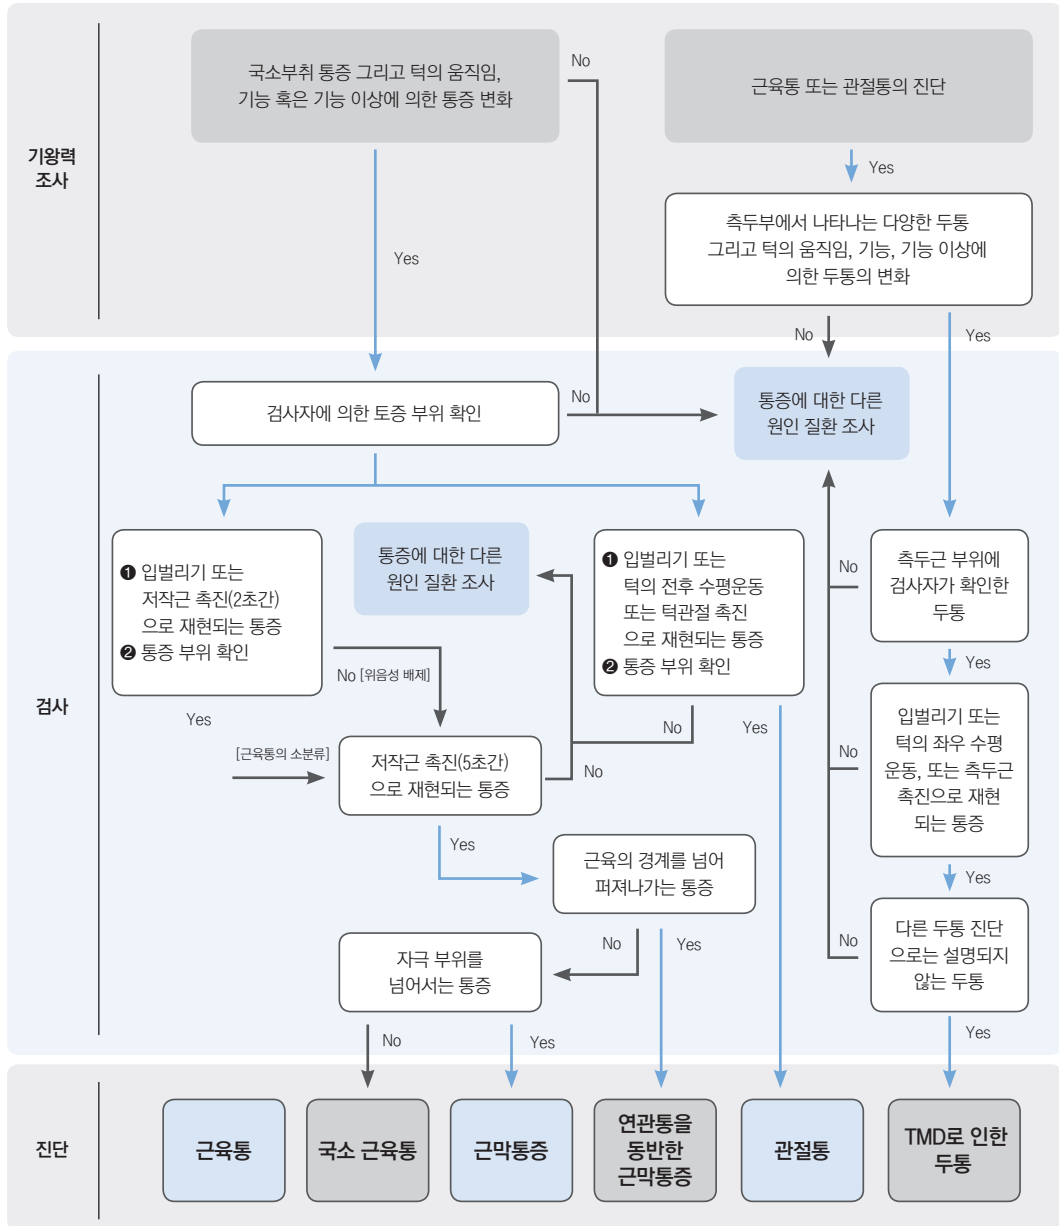 기왕력
조사
국소부취 통증 그리고 턱의 움직임,
기능 혹은 기능 이상에 의한 통증 변화
No
근육통 또는 관절통의 진단
Yes
측두부에서 나타나는 다양한 두통
그리고 턱의 움직임, 기능, 기능 이상에
의한 두통의 변화
Yes
No
Yes
검사
검사자에 의한 토증 부위 확인
No
통증에 대한 다른
원인 질환 조사
❶ 입벌리기 또는
저작근 촉진(2초간)
으로 재현되는 통증
❷ 통증 부위 확인
통증에 대한 다른
원인 질환 조사
❶ 입벌리기 또는
턱의 전후 수평운동
또는 턱관절 촉진
으로 재현되는 통증
❷ 통증 부위 확인
No
측두근 부위에
검사자가 확인한
두통
Yes
No [위음성 배제]
Yes
[근육통의 소분류]
저작근 촉진(5초간)
으로 재현되는 통증
No
No
Yes
No
입벌리기 또는
턱의 좌우 수평
운동, 또는 측두근
촉진으로 재현
되는 통증
Yes
Yes
근육의 경계를 넘어
퍼져나가는 통증
No
Yes
자극 부위를
넘어서는 통증
No
다른 두통 진단
으로는 설명되지
않는 두통
No
Yes
Yes
진단
근육통
국소 근육통
근막통증
연관통을
동반한
근막통증
관절통
TMD로 인한
두통